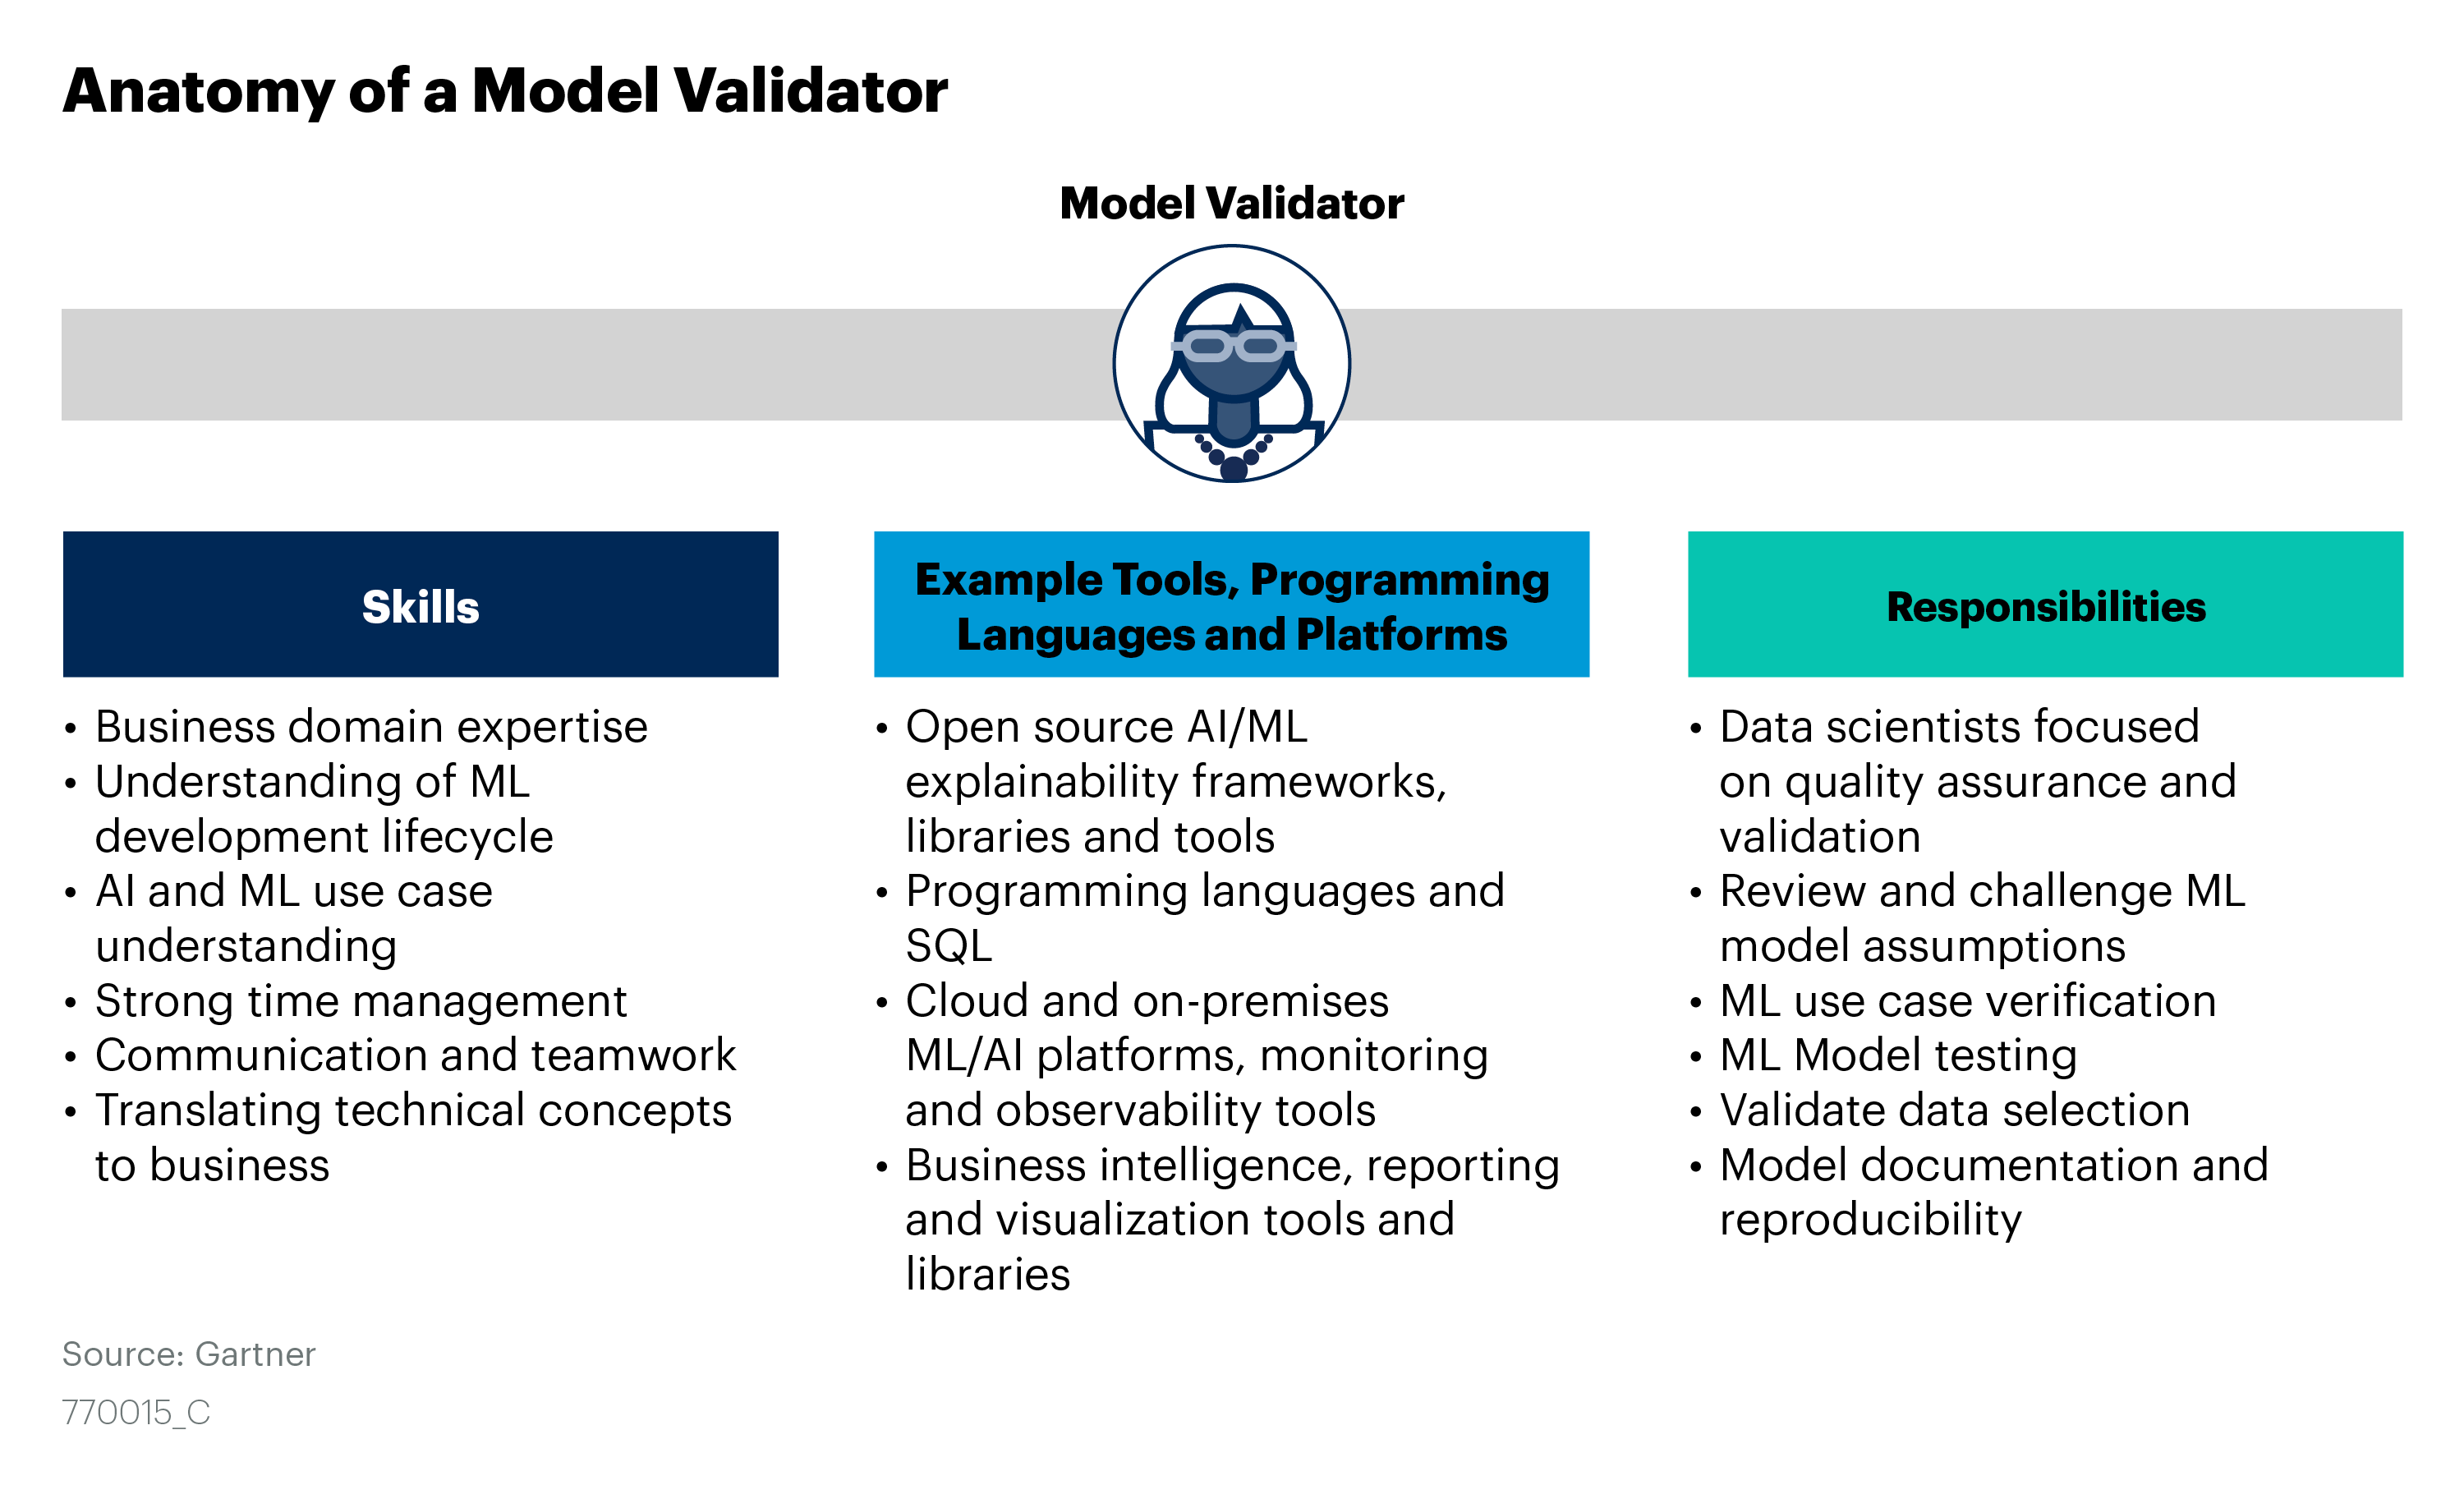 Anatomy of a Model Validator
Model Validator
Skills
• Business domain expertise
• Understanding of ML
development lifecycle
• AI and ML use case
understanding
• Strong time management
• Communication and teamwork
• Translating technical concepts
to business
Example Tools, Programming
Languages and Platforms
• Open source AI/ML
explainability frameworks,
libraries and tools
• Programming languages and
SQL
• Cloud and on-premises
ML/AI platforms, monitoring
and observability tools
• Business intelligence, reporting
and visualization tools and
libraries
Responsibilities
• Data scientists focused
on quality assurance and
validation
• Review and challenge ML
model assumptions
• ML use case verification
• ML Model testing
• Validate data selection
• Model documentation and
reproducibility
Source: Gartner
770015_C